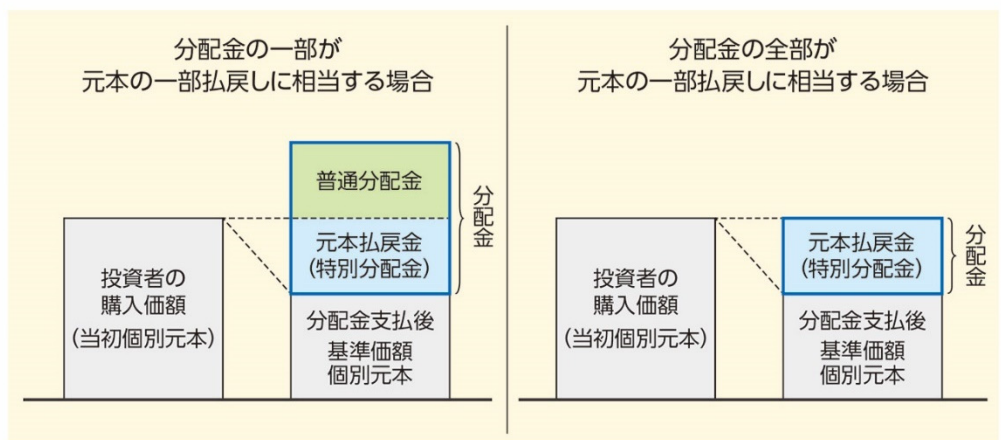 分配金の一部が
元本の一部払戻しに相当する場合
普通分配金
元本払戻金
(特別分配金)
分配金
投資者の
購入価額
(当初個別元本)
分配金支払後
基準価額
個別元本
分配金の全部が
元本の一部払戻しに相当する場合
元本払戻金
(特別分配金)
分配金
投資者の
購入価額
(当初個別元本)
分配金支払後
基準価額
個別元本